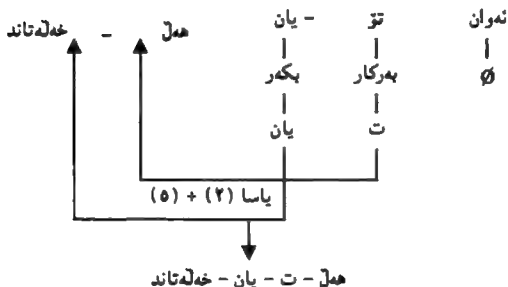 ئەوان تۆ – یان هەڵ – خەڵەتاند
Ø بەرکار بکەر
ت یان
یاسا (٢) + (٥)
هەڵ – ت – یان – خەڵەتاند